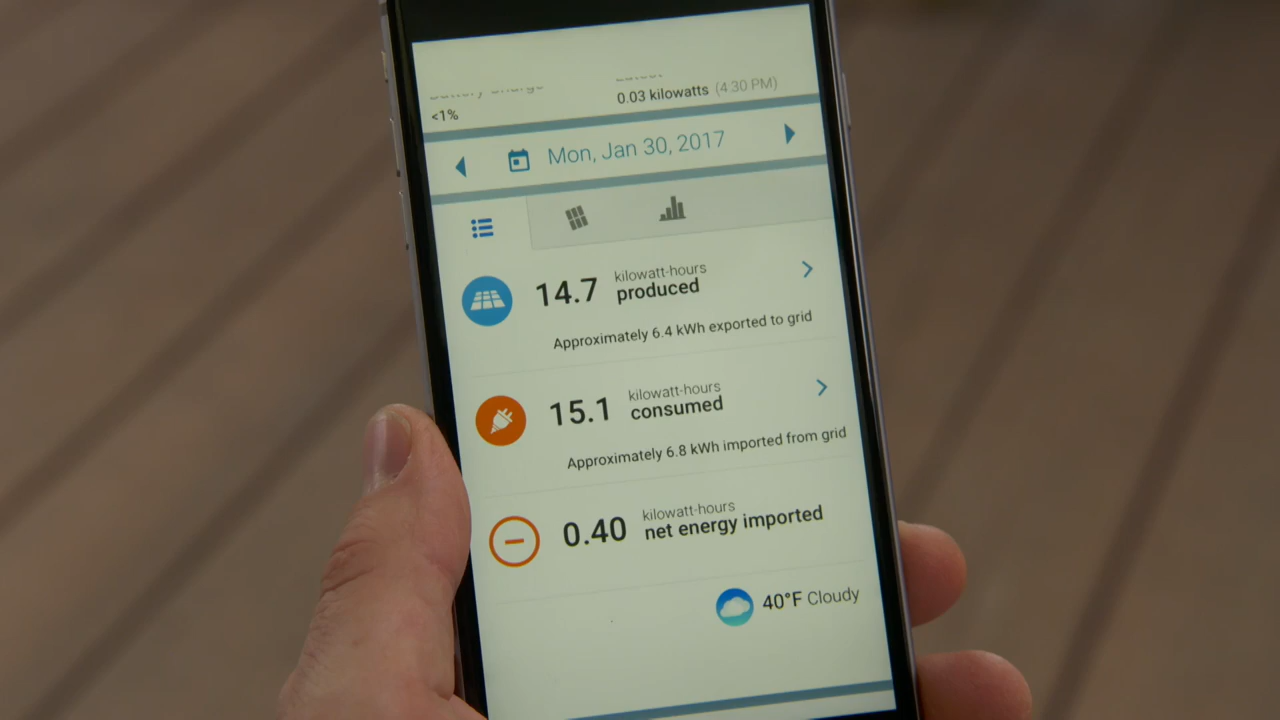 <1%
0.03 kilowatts (4:30 PM)
Mon, Jan 30, 2017
14.7 kilowatt-hours
produced
Approximately 6.4 kWh exported to grid
15.1 kilowatt-hours
consumed
Approximately 6.8 kWh imported from grid
0.40 kilowatt-hours
net energy imported
40°F Cloudy